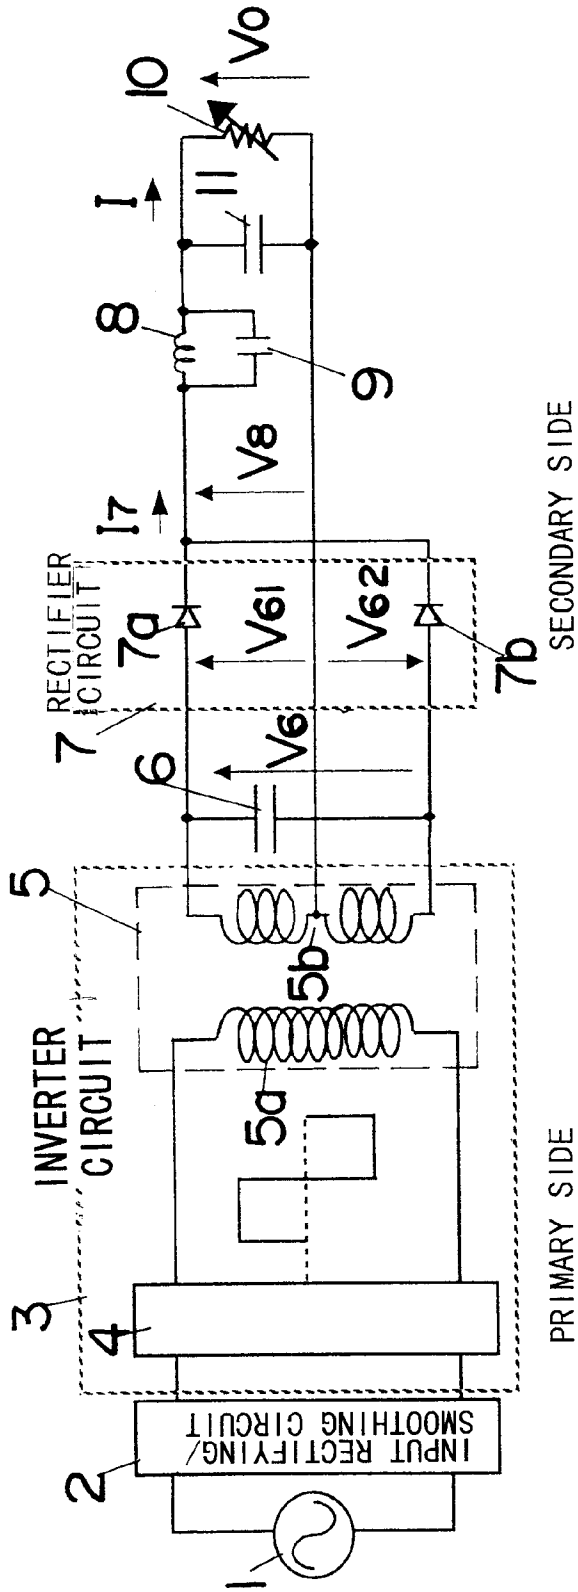 1
2
INPUT RECTIFYING/
SMOOTHING CIRCUIT
3
4
INVERTER
CIRCUIT
5
5a
5b
6
V6
7
RECTIFIER
CIRCUIT
7a
7b
V61
V62
I7
V8
8
9
I
11
10
V0
PRIMARY SIDE
SECONDARY SIDE